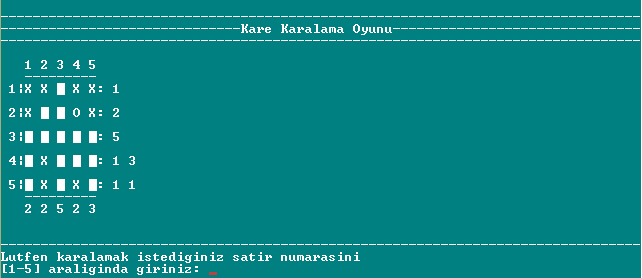 Kare Karalama Oyunu
1 2 3 4 5
1|X X █ X X: 1
2|X █ █ O X: 2
3|█ █ █ █ █: 5
4|█ X █ █ █: 1 3
5|█ X █ X █: 1 1
2 2 5 2 3
Lutfen karalamak istediginiz satir numarasini
[1-5] araliginda giriniz: _